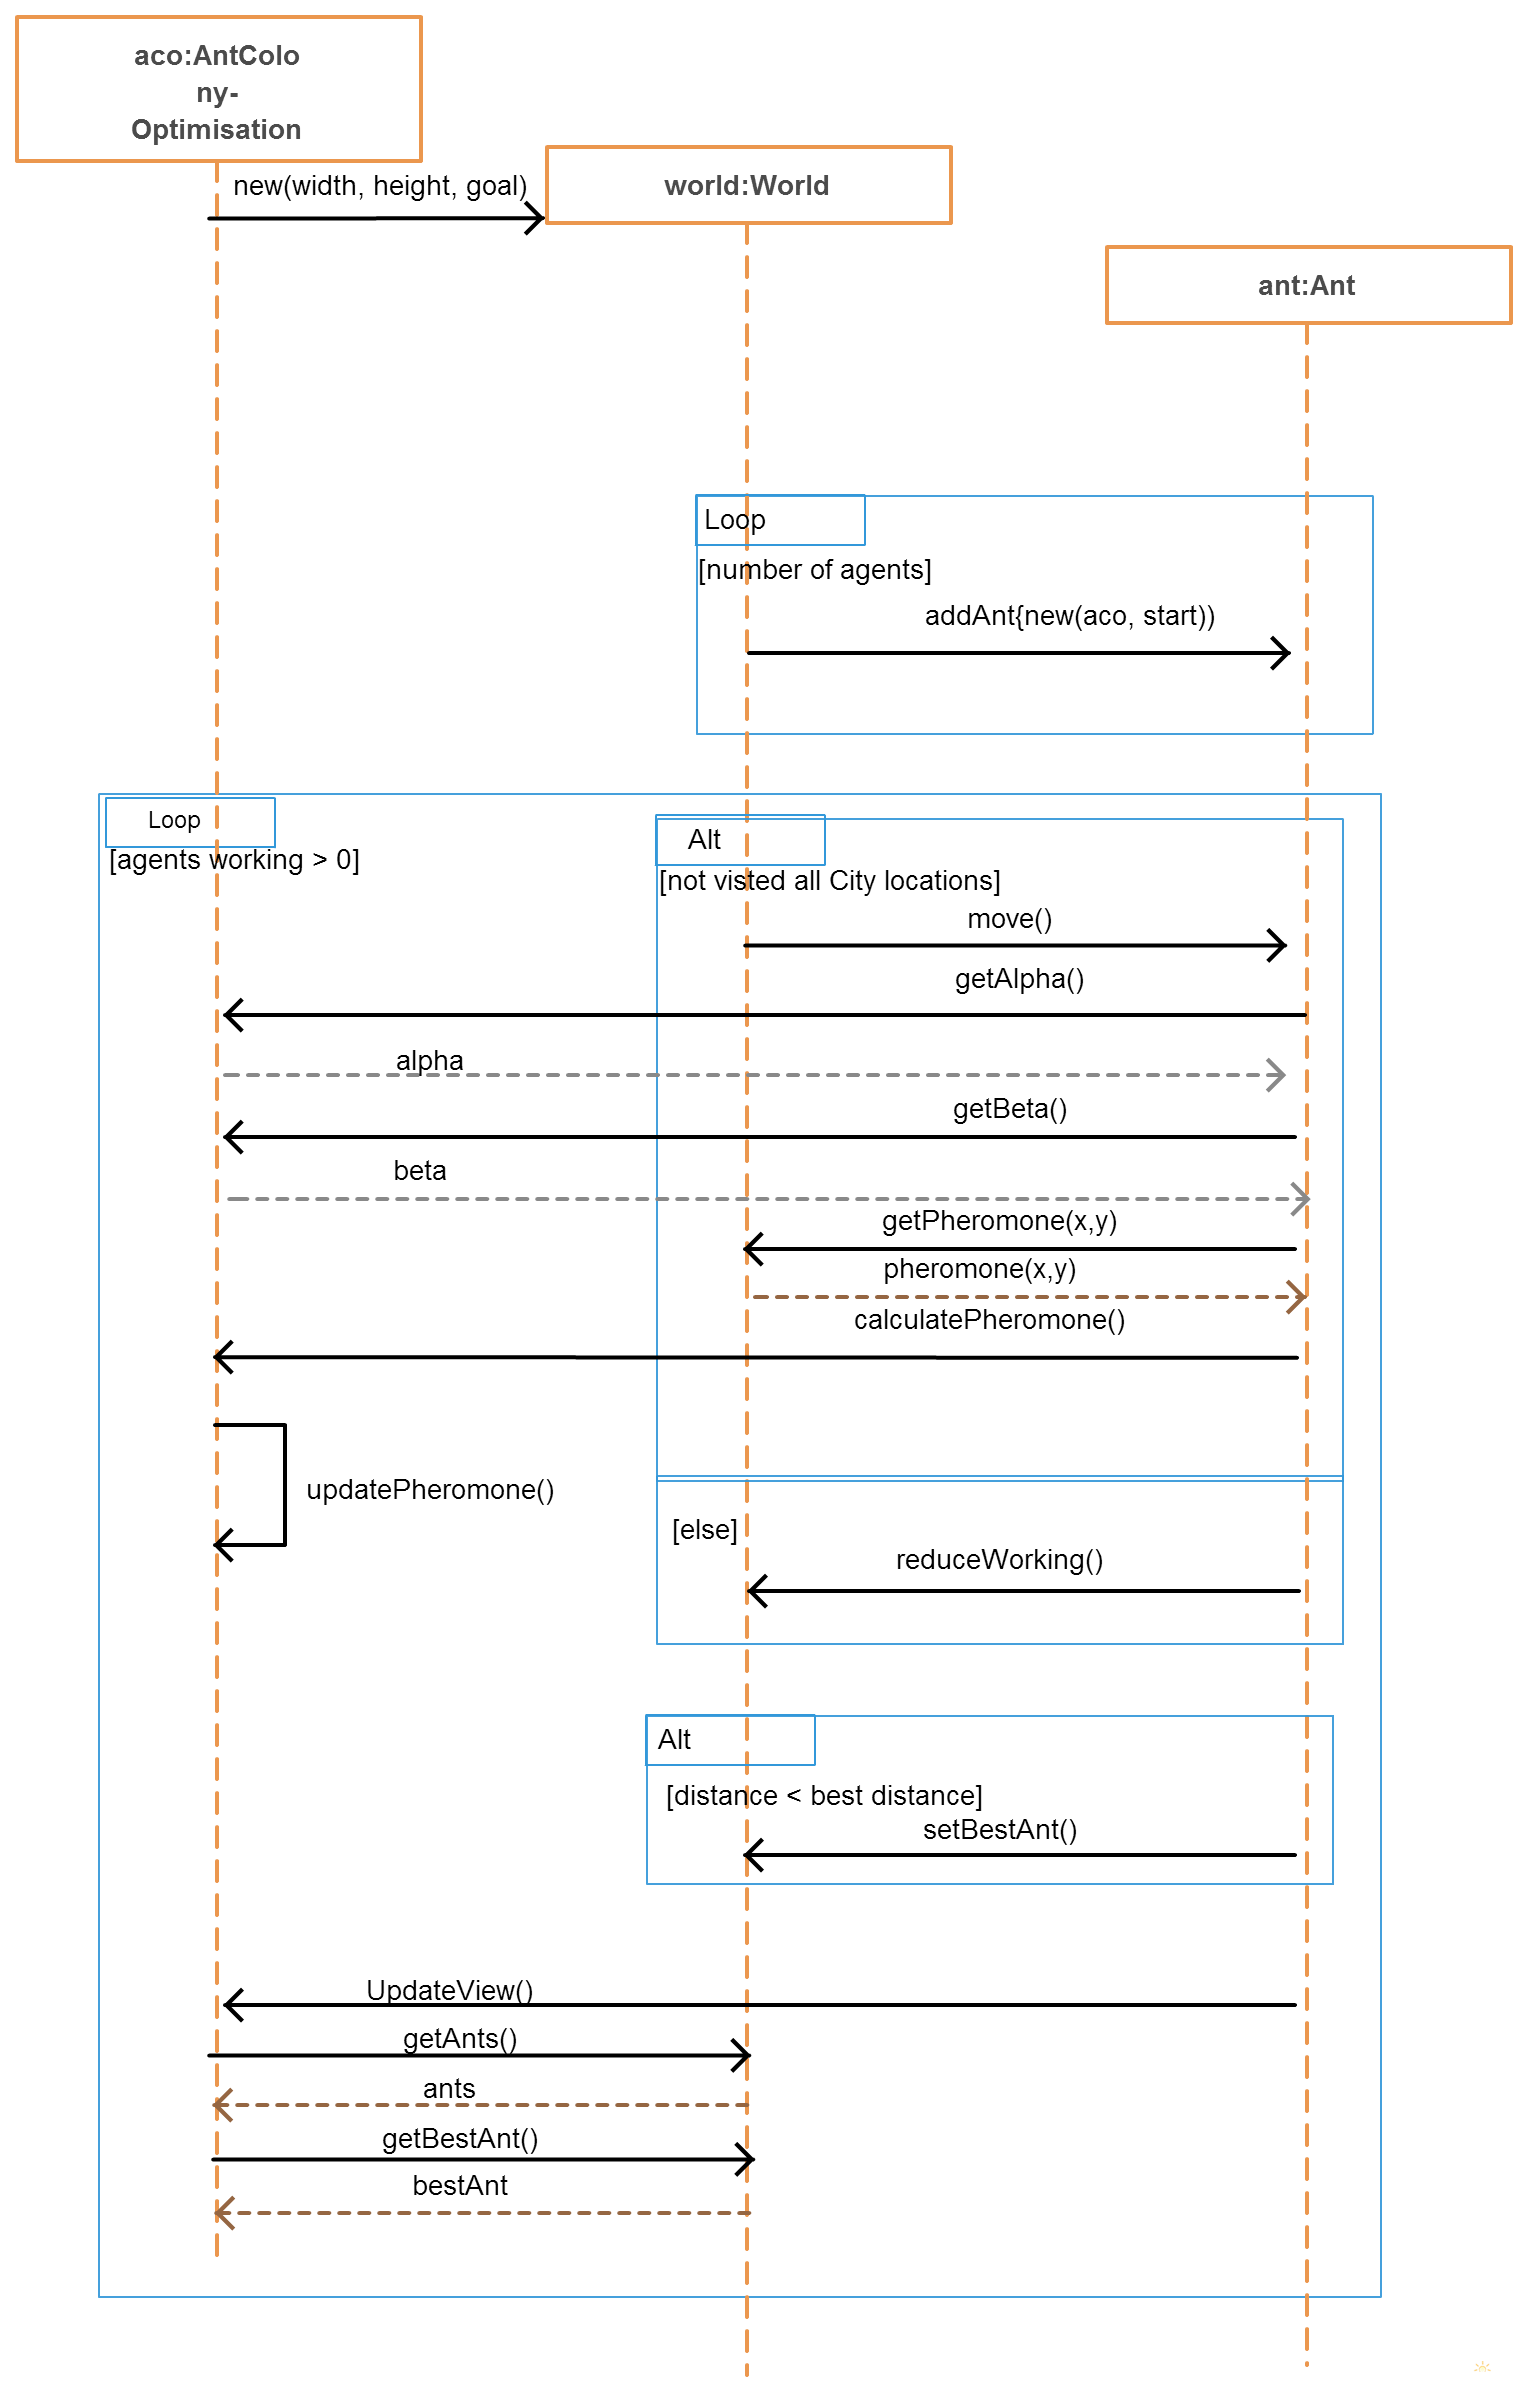 aco:AntColo
ny-
Optimisation
new(width, height, goal)
world:World
ant:Ant
Loop
[number of agents]
addAnt{new(aco, start))
Loop
[agents working > 0]
Alt
[not visted all City locations]
move()
getAlpha()
alpha
getBeta()
beta
getPheromone(x,y)
pheromone(x,y)
calculatePheromone()
updatePheromone()
[else]
reduceWorking()
Alt
[distance < best distance]
setBestAnt()
UpdateView()
getAnts()
ants
getBestAnt()
bestAnt